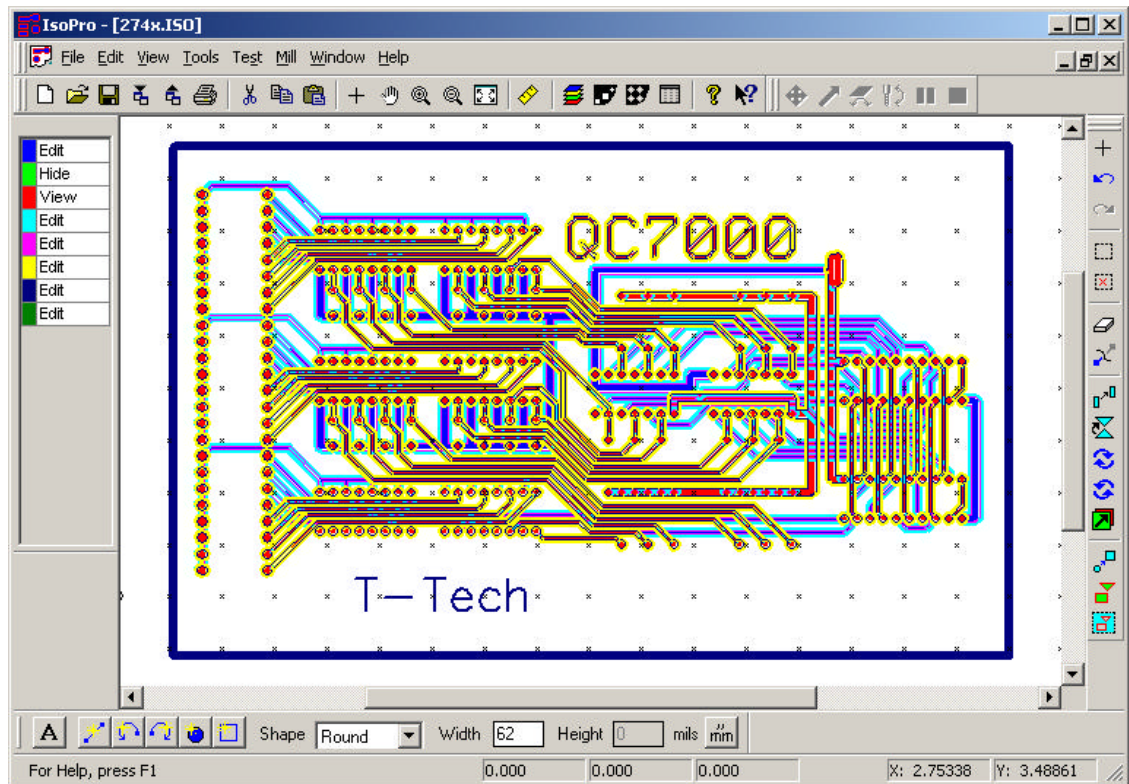 IsoPro - [274x.ISO]
File Edit View Tools Test Mill Window Help
Edit
Hide
View
Edit
Edit
Edit
Edit
Edit
QC7000
T-Tech
A Shape Round Width 62 Height 0 mils " mm
For Help, press F1 0.000 0.000 0.000 X: 2.75338 Y: 3.48861